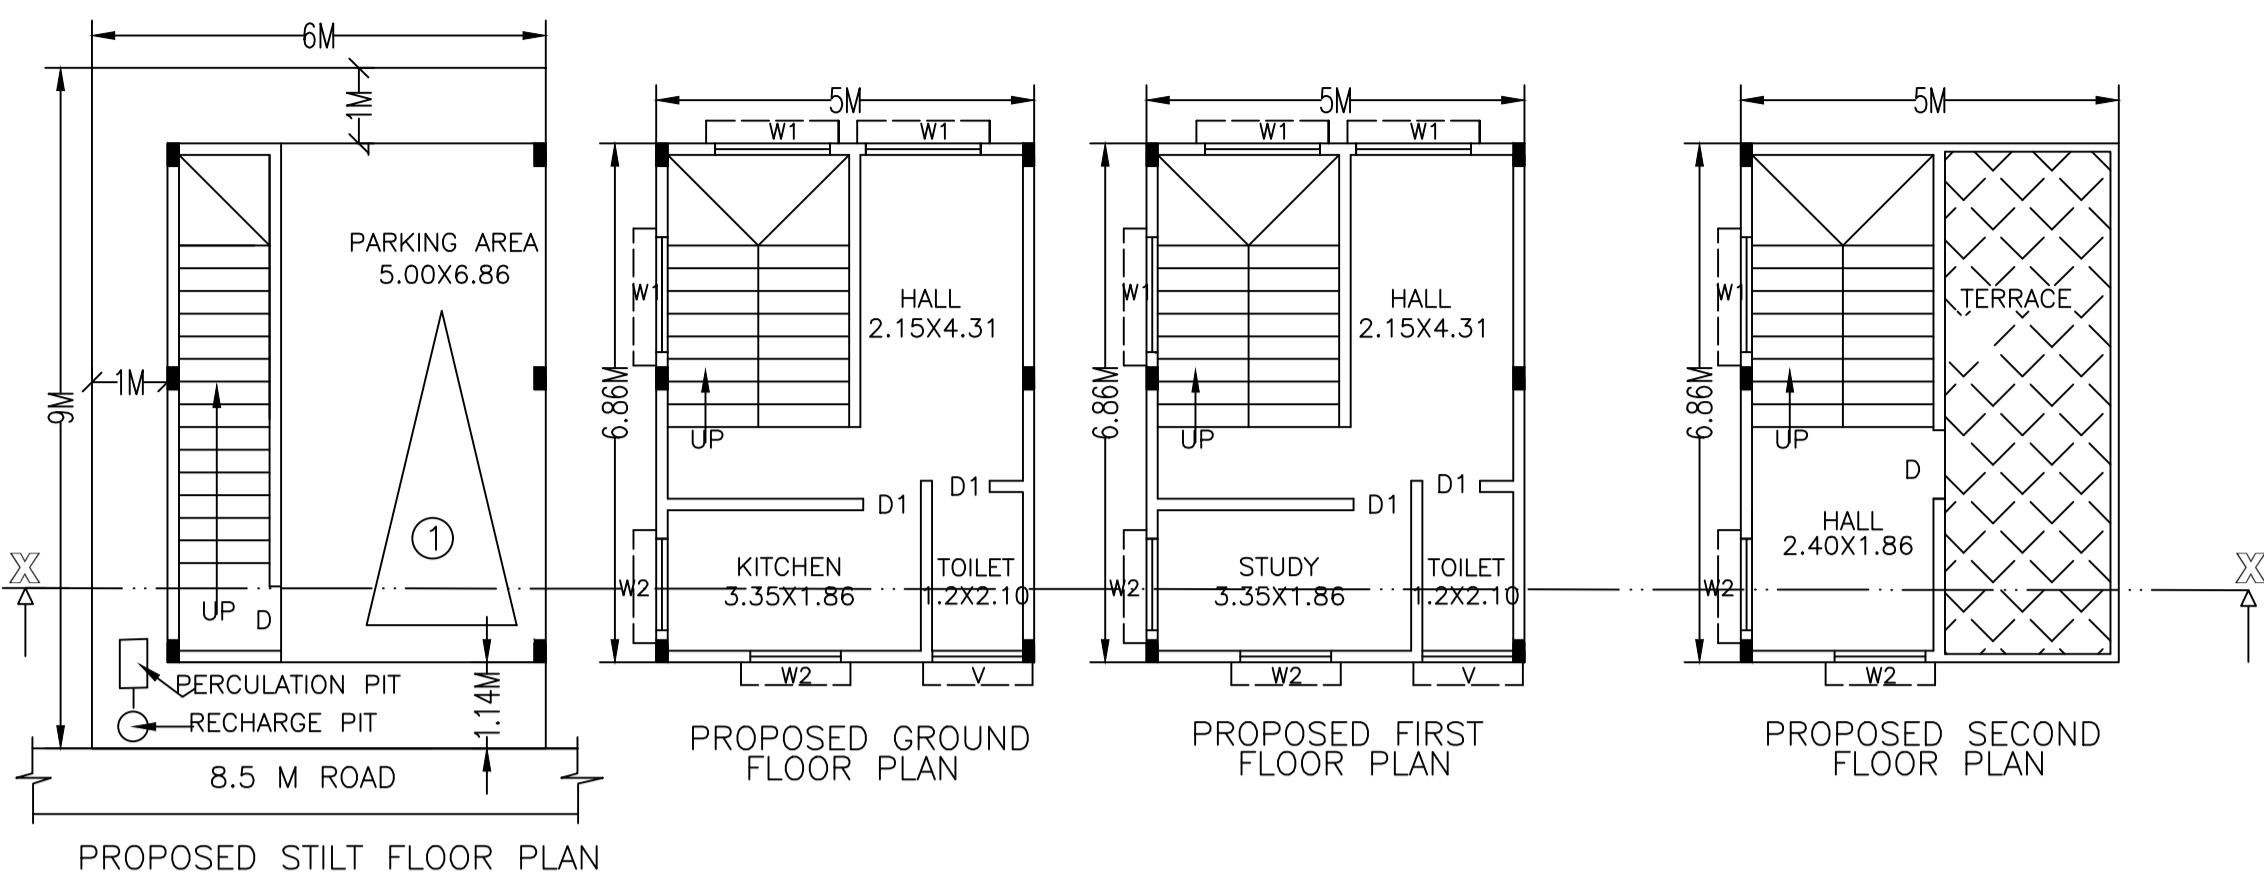 6M
1M
9M
1M
PARKING AREA
5.00X6.86
1
UP
D
X
PERCULATION PIT
RECHARGE PIT
1.14M
8.5 M ROAD
PROPOSED STILT FLOOR PLAN
5M
W1
W1
W1
6.86M
HALL
2.15X4.31
UP
D1
D1
KITCHEN
3.35X1.86
TOILET
1.2X2.10
W2
W2
V
PROPOSED GROUND
FLOOR PLAN
5M
W1
W1
W1
6.86M
HALL
2.15X4.31
UP
D1
D1
STUDY
3.35X1.86
TOILET
1.2X2.10
W2
W2
V
PROPOSED FIRST
FLOOR PLAN
5M
W1
6.86M
TERRACE
UP
D
HALL
2.40X1.86
W2
W2
X
PROPOSED SECOND
FLOOR PLAN